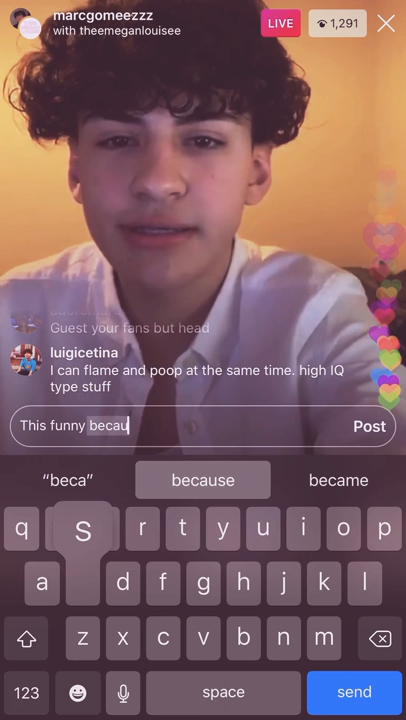 marcgomeezzz
with theemeganlouisee
LIVE
1,291
Guest your fans but head
luigicetina
I can flame and poop at the same time. high IQ
type stuff
This funny becau
Post
“beca”
because
became
q
S
r
t
y
u
i
o
p
a
d
f
g
h
j
k
l
z
x
c
v
b
n
m
123
space
send